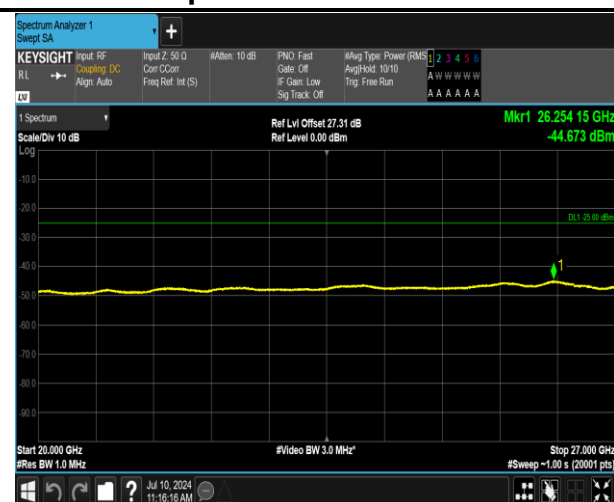 Spectrum Analyzer 1
Swept SA
KEYSIGHT
RL
LXI
Input: RF
Coupling: DC
Align: Auto
Input Z: 50 Ω
Corr CCorr
Freq Ref: Int (S)
#Atten: 10 dB
PNO: Fast
Gate: Off
IF Gain: Low
Sig Track: Off
#Avg Type: Power (RMS
Avg|Hold: 10/10
Trig: Free Run
1 2 3 4 5 6
A W W W W W
A A A A A A
1 Spectrum
Scale/Div 10 dB
Log
Ref Lvl Offset 27.31 dB
Ref Level 0.00 dBm
Mkr1 26.254 15 GHz
-44.673 dBm
-10.0
-20.0
DL1 -25.00 dBm
-30.0
-40.0
1
-50.0
-60.0
-70.0
-80.0
-90.0
Start 20.000 GHz
#Video BW 3.0 MHz*
Stop 27.000 GHz
#Res BW 1.0 MHz
#Sweep ~1.00 s (20001 pts)
?
Jul 10, 2024
11:16:16 AM